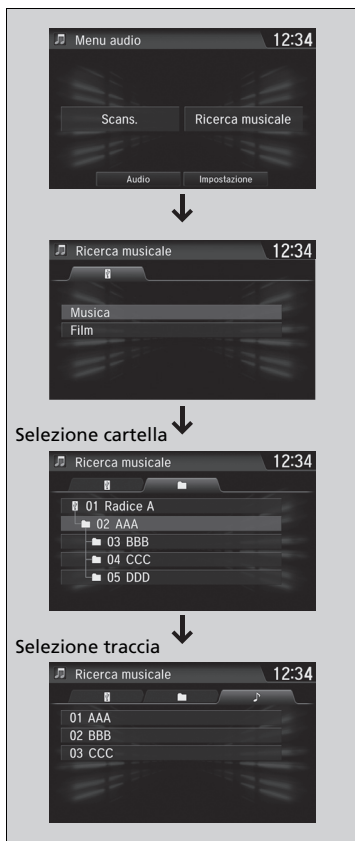 Menu audio 12:34
Scans. Ricerca musicale
Audio Impostazione
Ricerca musicale 12:34
Musica
Film
Selezione cartella
Ricerca musicale 12:34
01 Radice A
02 AAA
03 BBB
04 CCC
05 DDD
Selezione traccia
Ricerca musicale 12:34
01 AAA
02 BBB
03 CCC